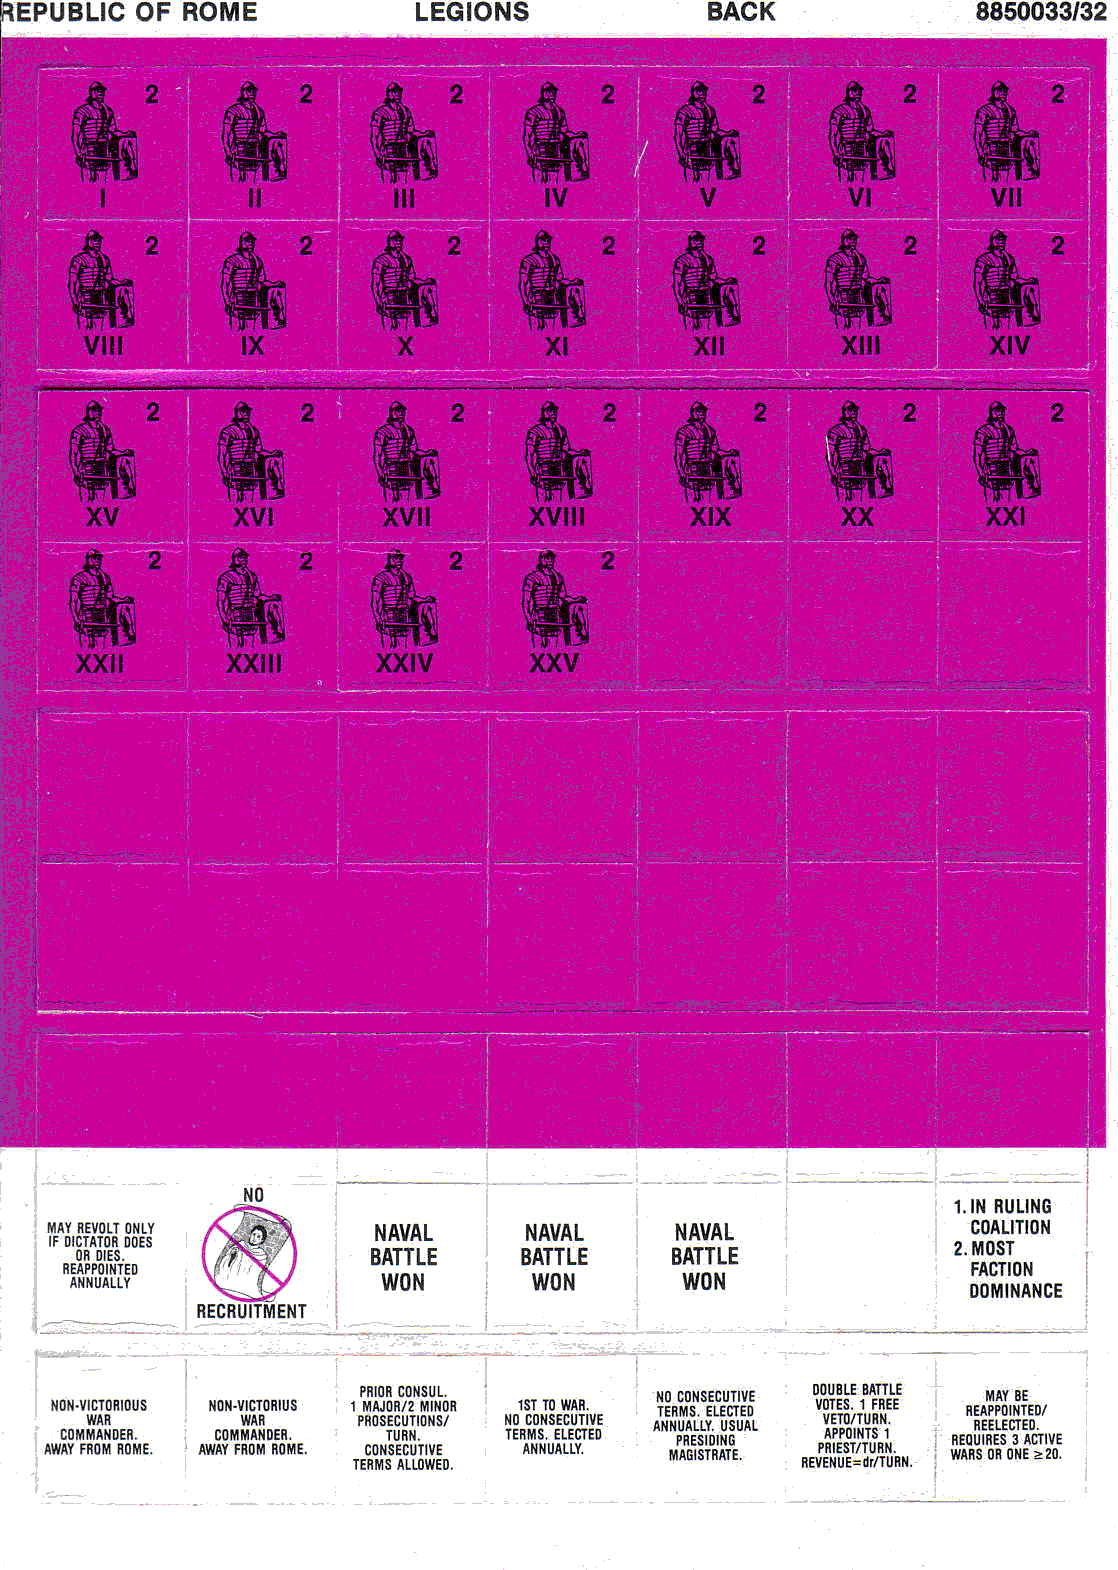 REPUBLIC OF ROME LEGIONS BACK 8850033/32
2 2 2 2 2 2 2
I II III IV V VI VII
2 2 2 2 2 2 2
VIII IX X XI XII XIII XIV
2 2 2 2 2 2 2
XV XVI XVII XVIII XIX XX XXI
2 2 2 2
XXII XXIII XXIV XXV
MAY REVOLT ONLY
IF DICTATOR DOES
OR DIES.
REAPPOINTED
ANNUALLY
NO
RECRUITMENT
NAVAL
BATTLE
WON
NAVAL
BATTLE
WON
NAVAL
BATTLE
WON
1. IN RULING
COALITION
2. MOST
FACTION
DOMINANCE
NON-VICTORIOUS
WAR
COMMANDER.
AWAY FROM ROME.
NON-VICTORIUS
WAR
COMMANDER.
AWAY FROM ROME.
PRIOR CONSUL.
1 MAJOR/2 MINOR
PROSECUTIONS/
TURN.
CONSECUTIVE
TERMS ALLOWED.
1ST TO WAR.
NO CONSECUTIVE
TERMS. ELECTED
ANNUALLY.
NO CONSECUTIVE
TERMS. ELECTED
ANNUALLY. USUAL
PRESIDING
MAGISTRATE.
DOUBLE BATTLE
VOTES. 1 FREE
VETO/TURN.
APPOINTS 1
PRIEST/TURN.
REVENUE=dr/TURN.
MAY BE
REAPPOINTED/
REELECTED.
REQUIRES 3 ACTIVE
WARS OR ONE ≥20.